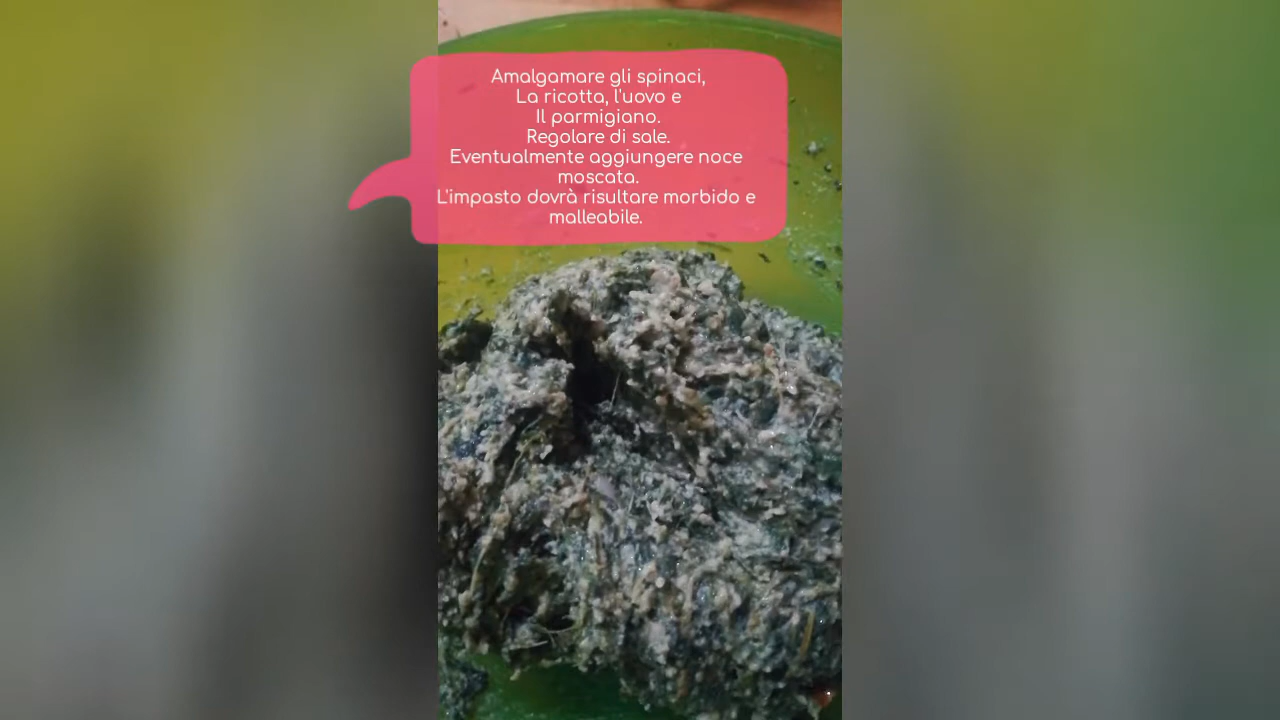 Amalgamare gli spinaci,
La ricotta, l'uovo e
Il parmigiano.
Regolare di sale.
Eventualmente aggiungere noce
moscata.
L'impasto dovrà risultare morbido e
malleabile.